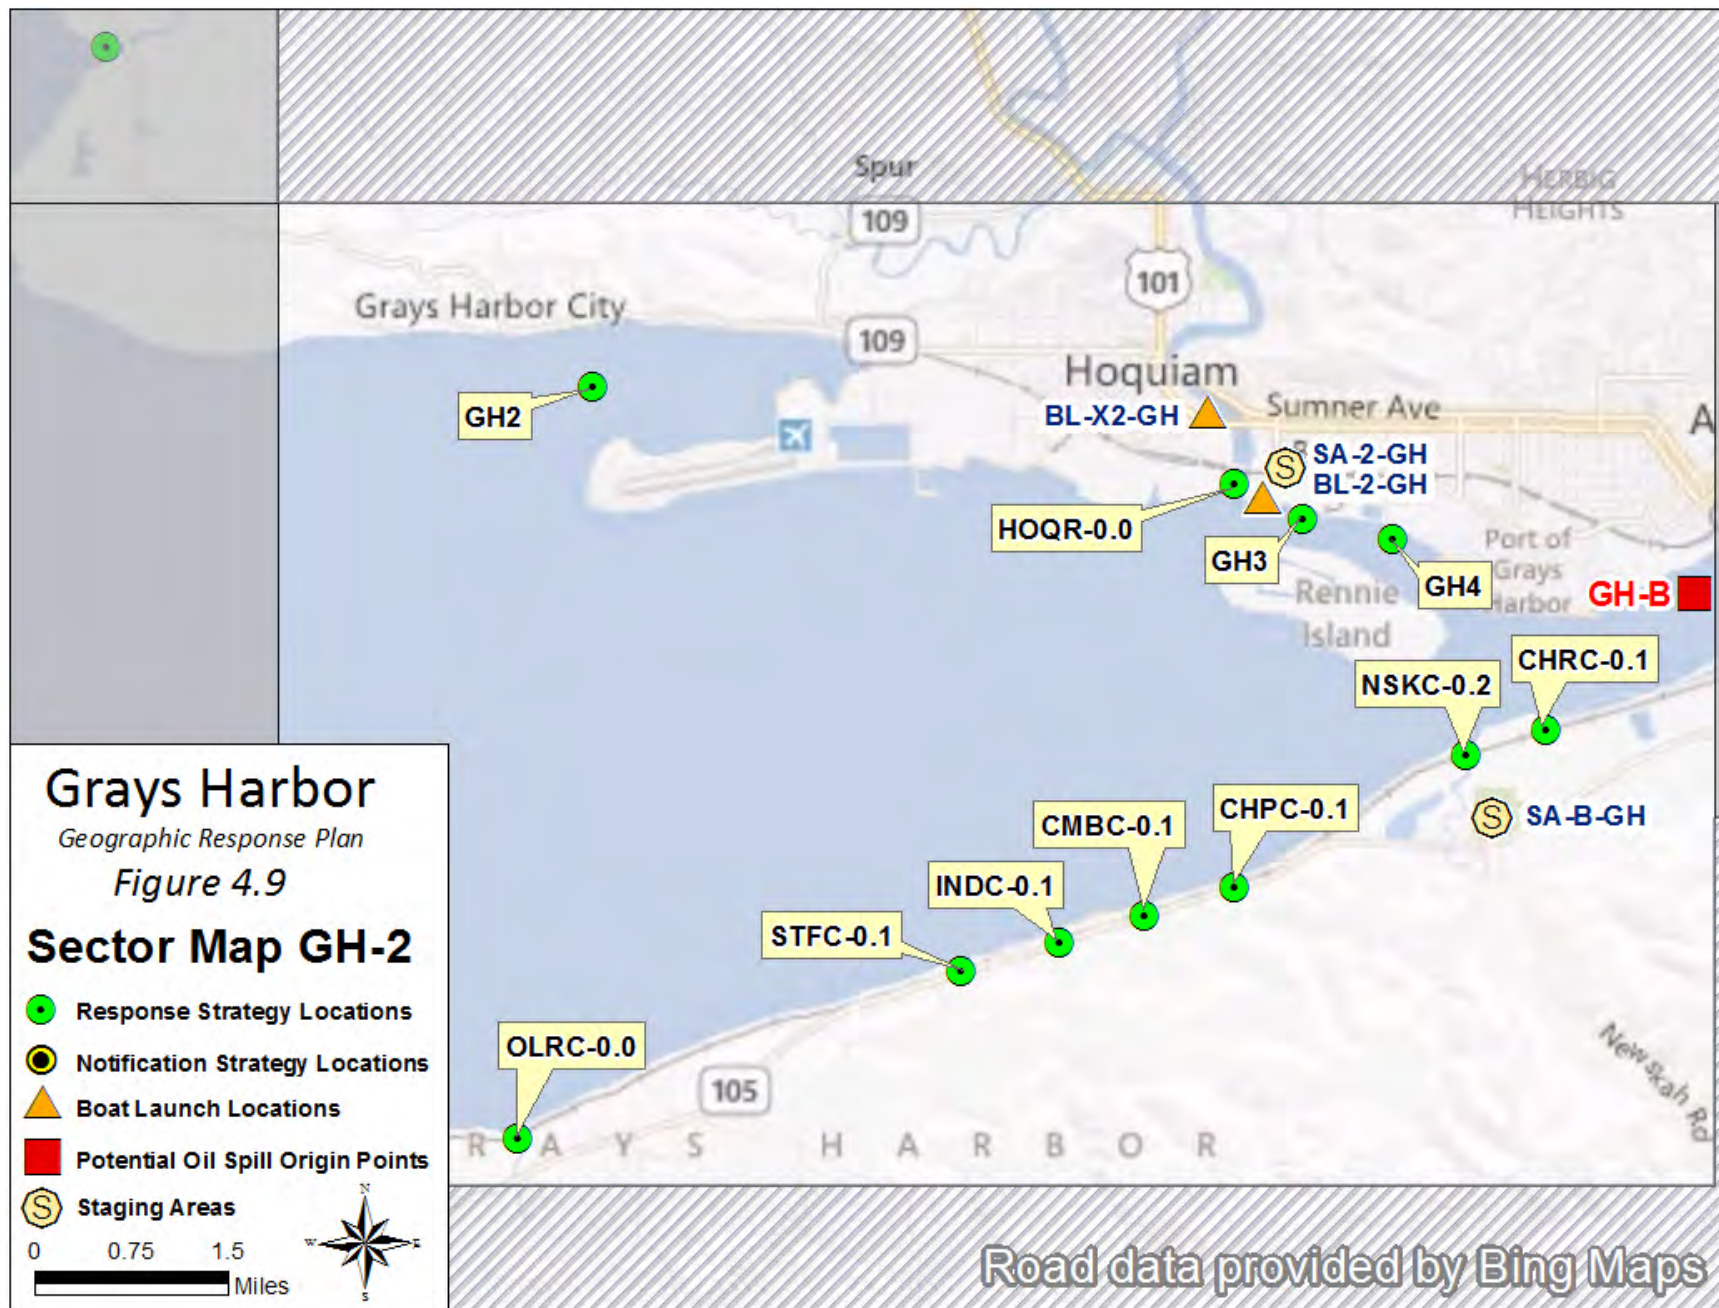 Spur
HERBIG
HEIGHTS
109
101
Grays Harbor City
109
Hoquiam
GH2
BL-X2-GH
Sumner Ave
A
SA-2-GH
BL-2-GH
HOQR-0.0
GH3
GH4
Port of
Grays
Harbor
GH-B
Rennie
Island
CHRC-0.1
NSKC-0.2
CHPC-0.1
CMBC-0.1
SA-B-GH
INDC-0.1
STFC-0.1
OLRC-0.0
105
Newskah Rd
R A Y S H A R B O R
Grays Harbor
Geographic Response Plan
Figure 4.9
Sector Map GH-2
Response Strategy Locations
Notification Strategy Locations
Boat Launch Locations
Potential Oil Spill Origin Points
S Staging Areas
N
W E
S
0 0.75 1.5
Miles
Road data provided by Bing Maps